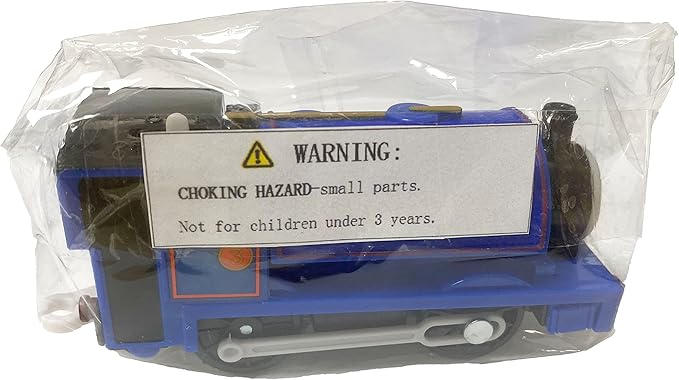 WARNING:
CHOKING HAZARD-small parts.
Not for children under 3 years.